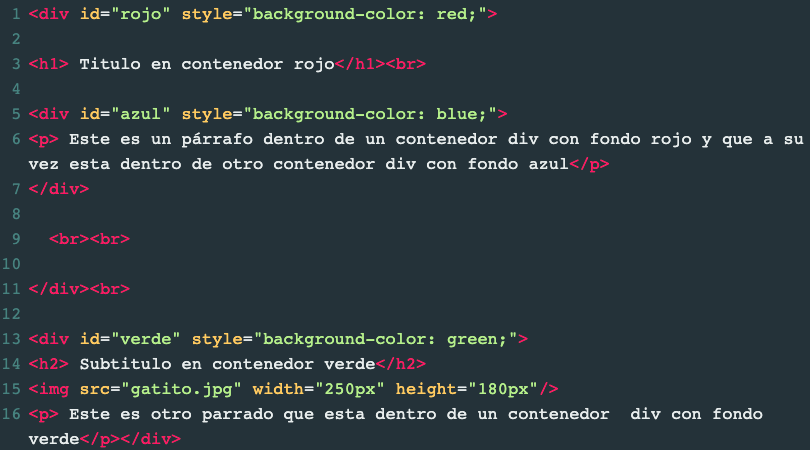 1 <div id="rojo" style="background-color: red;">
2
3 <h1> Titulo en contenedor rojo</h1><br>
4
5 <div id="azul" style="background-color: blue;">
6 <p> Este es un párrafo dentro de un contenedor div con fondo rojo y que a su
vez esta dentro de otro contenedor div con fondo azul</p>
7 </div>
8
9 <br><br>
10
11 </div><br>
12
13 <div id="verde" style="background-color: green;">
14 <h2> Subtitulo en contenedor verde</h2>
15 <img src="gatito.jpg" width="250px" height="180px"/>
16 <p> Este es otro parrado que esta dentro de un contenedor  div con fondo
verde</p></div>